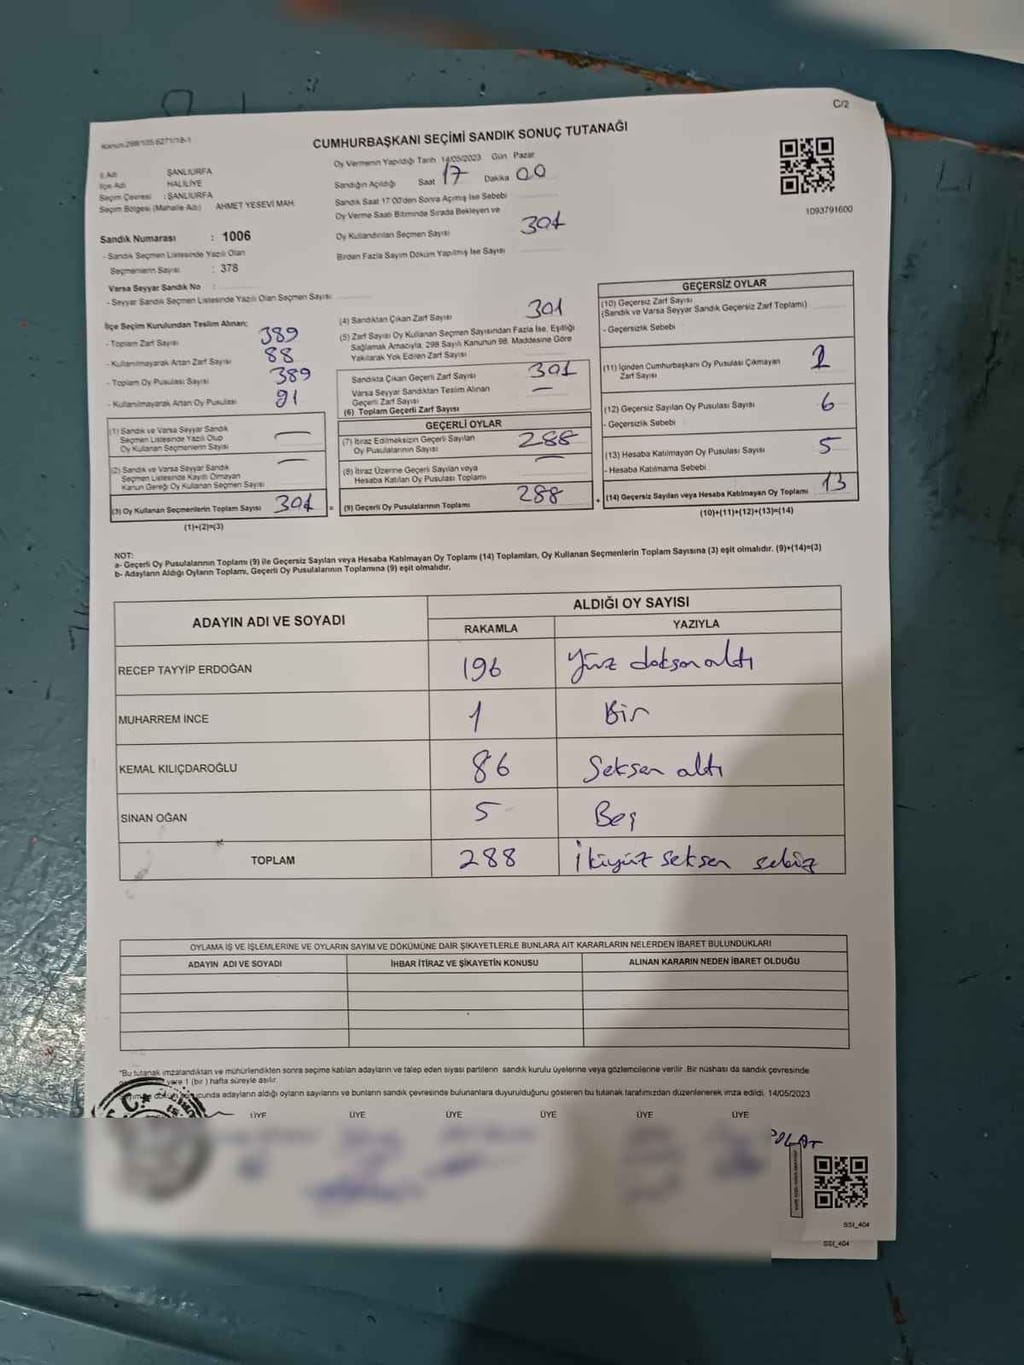 C/2
Kanun:298/105 6271/18-1
CUMHURBAŞKANI SEÇİMİ SANDIK SONUÇ TUTANAĞI
İl Adı ŞANLIURFA
İlçe Adı HALİLİYE
Seçim Çevresi : ŞANLIURFA
Seçim Bölgesi (Mahalle Adı) AHMET YESEVİ MAH.
Oy Vermenin Yapıldığı Tarih 14/05/2023 Gün Pazar
Sandığın Açıldığı Saat 17 Dakika 00
Sandık Saat 17:00'den Sonra Açılmış İse Sebebi
Oy Verme Saati Bitiminde Sırada Bekleyen ve
Oy Kullandırılan Seçmen Sayısı 301
Birden Fazla Sayım Döküm Yapılmış İse Sayısı
1093791600
Sandık Numarası : 1006
- Sandık Seçmen Listesinde Yazılı Olan
Seçmenlerin Sayısı : 378
Varsa Seyyar Sandık No :
- Seyyar Sandık Seçmen Listesinde Yazılı Olan Seçmen Sayısı
İlçe Seçim Kurulundan Teslim Alınan;
- Toplam Zarf Sayısı 389
- Kullanılmayarak Artan Zarf Sayısı 88
- Toplam Oy Pusulası Sayısı 389
- Kullanılmayarak Artan Oy Pusulası 91
(1) Sandık ve Varsa Seyyar Sandık
Seçmen Listesinde Yazılı Olup
Oy Kullanan Seçmenlerin Sayısı —
(2) Sandık ve Varsa Seyyar Sandık
Seçmen Listesinde Kayıtlı Olmayan
Kanun Gereği Oy Kullanan Seçmen Sayısı —
(3) Oy Kullanan Seçmenlerin Toplam Sayısı 301 =
(1)+(2)=(3)
(4) Sandıktan Çıkan Zarf Sayısı 301
(5) Zarf Sayısı Oy Kullanan Seçmen Sayısından Fazla İse, Eşitliği
Sağlamak Amacıyla, 298 Sayılı Kanunun 98. Maddesine Göre
Yakılarak Yok Edilen Zarf Sayısı
Sandıkta Çıkan Geçerli Zarf Sayısı 301
Varsa Seyyar Sandıktan Teslim Alınan
Geçerli Zarf Sayısı —
(6) Toplam Geçerli Zarf Sayısı
GEÇERLİ OYLAR
(7) İtiraz Edilmeksizin Geçerli Sayılan
Oy Pusulalarının Sayısı 288
(8) İtiraz Üzerine Geçerli Sayılan veya
Hesaba Katılan Oy Pusulası Toplamı —
(9) Geçerli Oy Pusulalarının Toplamı 288 +
GEÇERSİZ OYLAR
(10) Geçersiz Zarf Sayısı
(Sandık ve Varsa Seyyar Sandık Geçersiz Zarf Toplamı)
- Geçersizlik Sebebi
(11) İçinden Cumhurbaşkanı Oy Pusulası Çıkmayan
Zarf Sayısı
(12) Geçersiz Sayılan Oy Pusulası Sayısı 6
- Geçersizlik Sebebi
(13) Hesaba Katılmayan Oy Pusulası Sayısı 5
- Hesaba Katılmama Sebebi
(14) Geçersiz Sayılan veya Hesaba Katılmayan Oy Toplamı 13
(10)+(11)+(12)+(13)=(14)
NOT:
a- Geçerli Oy Pusulalarının Toplamı (9) ile Geçersiz Sayılan veya Hesaba Katılmayan Oy Toplamı (14) Toplamları, Oy Kullanan Seçmenlerin Toplam Sayısına (3) eşit olmalıdır. (9)+(14)=(3)
b- Adayların Aldığı Oyların Toplamı, Geçerli Oy Pusulalarının Toplamına (9) eşit olmalıdır.
ADAYIN ADI VE SOYADI ALDIĞI OY SAYISI
RAKAMLA YAZIYLA
RECEP TAYYİP ERDOĞAN 196 Yüz doksan altı
MUHARREM İNCE 1 Bir
KEMAL KILIÇDAROĞLU 86 Seksen altı
SİNAN OĞAN 5 Beş
TOPLAM 288 İkiyüz seksen sekiz
OYLAMA İŞ VE İŞLEMLERİNE VE OYLARIN SAYIM VE DÖKÜMÜNE DAİR ŞİKAYETLERLE BUNLARA AİT KARARLARIN NELERDEN İBARET BULUNDUKLARI
ADAYIN ADI VE SOYADI İHBAR İTİRAZ VE ŞİKAYETİN KONUSU ALINAN KARARIN NEDEN İBARET OLDUĞU
"Bu tutanak imzalandıktan ve mühürlendikten sonra seçime katılan adayların ve talep eden siyasi partilerin sandık kurulu üyelerine veya gözlemcilerine verilir. Bir nüshası da sandık çevresinde
yere 1 (bir ) hafta süreyle asılır.
ucunda adayların aldığı oyların sayılarını ve bunların sandık çevresinde bulunanlara duyurulduğunu gösteren bu tutanak tarafımızdan düzenlenerek imza edildi. 14/05/2023
ÜYE ÜYE ÜYE ÜYE ÜYE ÜYE
SSI_404
SSI_404